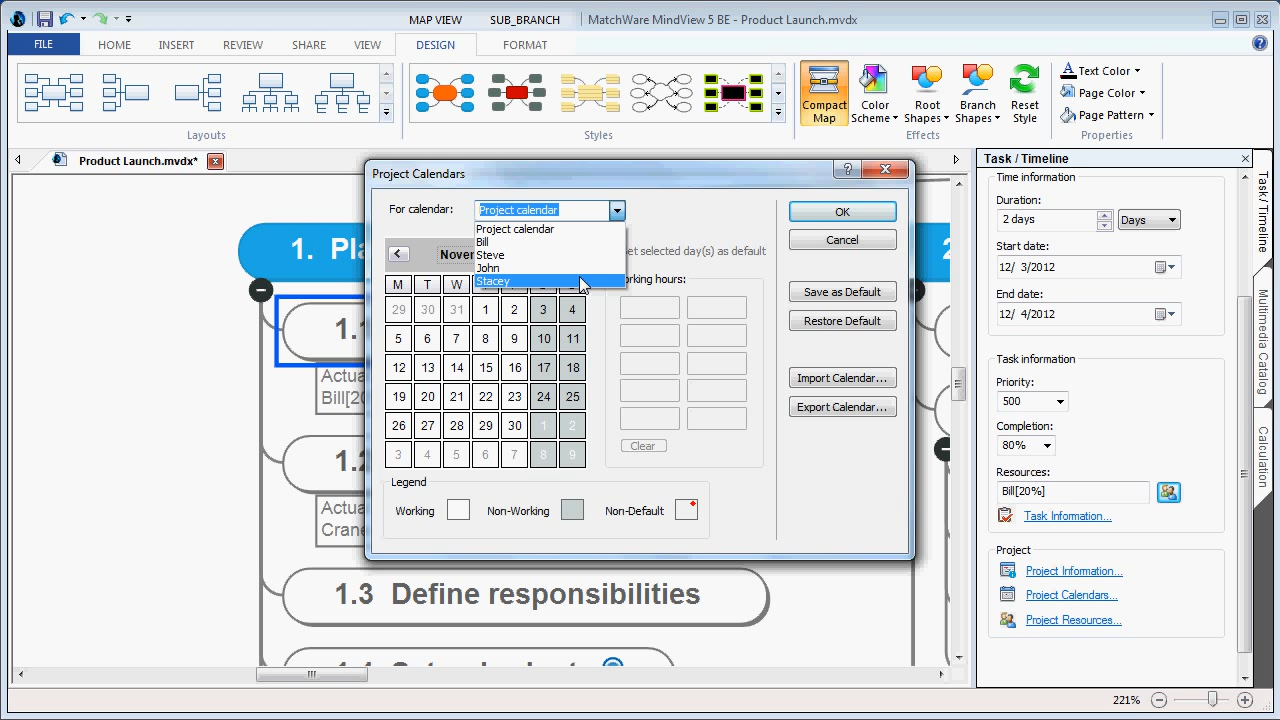 MAP VIEW SUB_BRANCH MatchWare MindView 5 BE - Product Launch.mvdx
FILE HOME INSERT REVIEW SHARE VIEW DESIGN FORMAT
Layouts
Styles
Compact Map
Color Scheme
Root Shapes
Branch Shapes
Reset Style
Effects
Text Color
Page Color
Page Pattern
Properties
Product Launch.mvdx*
1.
1.2
Actua
Bill[20
Actua
Crane
1.3 Define responsibilities
Project Calendars
For calendar: Project calendar
Project calendar
Bill
Steve
John
Stacey
Nover
et selected day(s) as default
orking hours:
M T W
29 30 31 1 2 3 4
5 6 7 8 9 10 11
12 13 14 15 16 17 18
19 20 21 22 23 24 25
26 27 28 29 30 1 2
3 4 5 6 7 8 9
Clear
Legend
Working Non-Working Non-Default
OK
Cancel
Save as Default
Restore Default
Import Calendar...
Export Calendar...
Task / Timeline
Time information
Duration:
2 days Days
Start date:
12/ 3/2012
End date:
12/ 4/2012
Task information
Priority:
500
Completion:
80%
Resources:
Bill[20%]
Task Information...
Project
Project Information...
Project Calendars...
Project Resources...
Task / Timeline
Multimedia Catalog
Calculation
221%